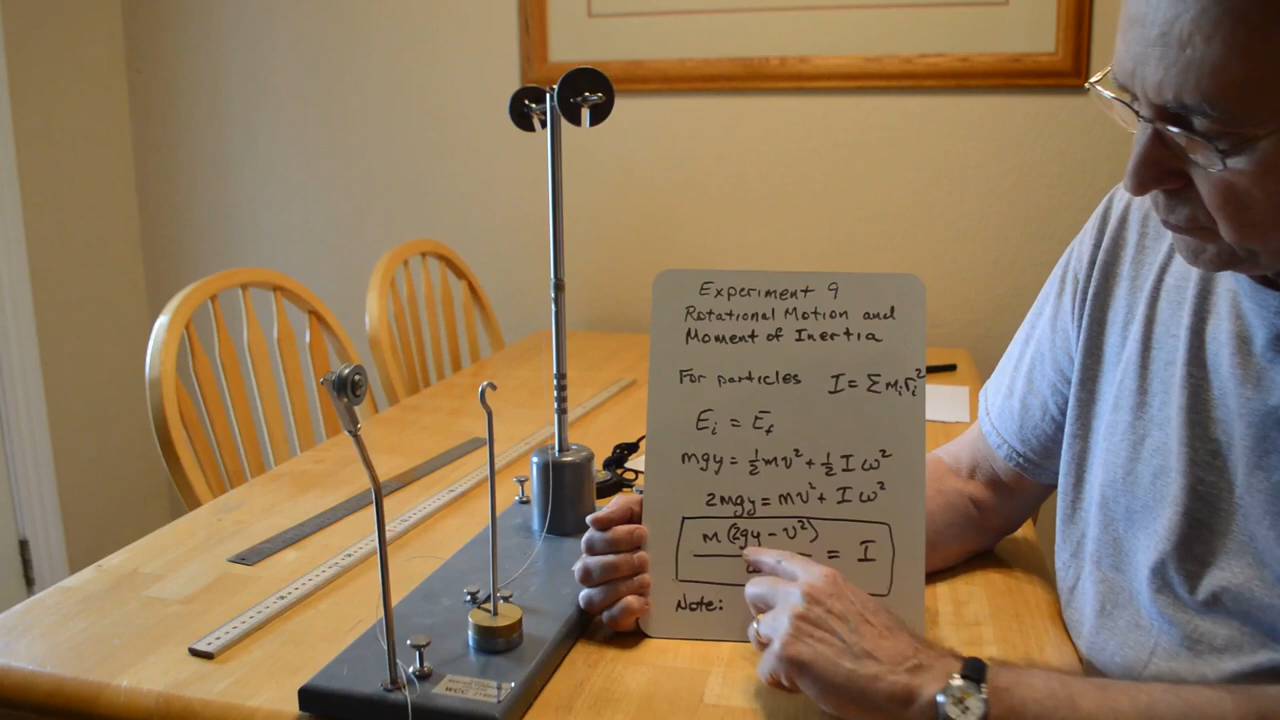 Experiment 9
Rotational Motion and
Moment of Inertia
For particles I = Σ mᵢrᵢ²
Eᵢ = E_f
mgy = ½mv² + ½Iω²
2mgy = mv² + Iω²
m(2gy - v²) = I
Note:
WCC